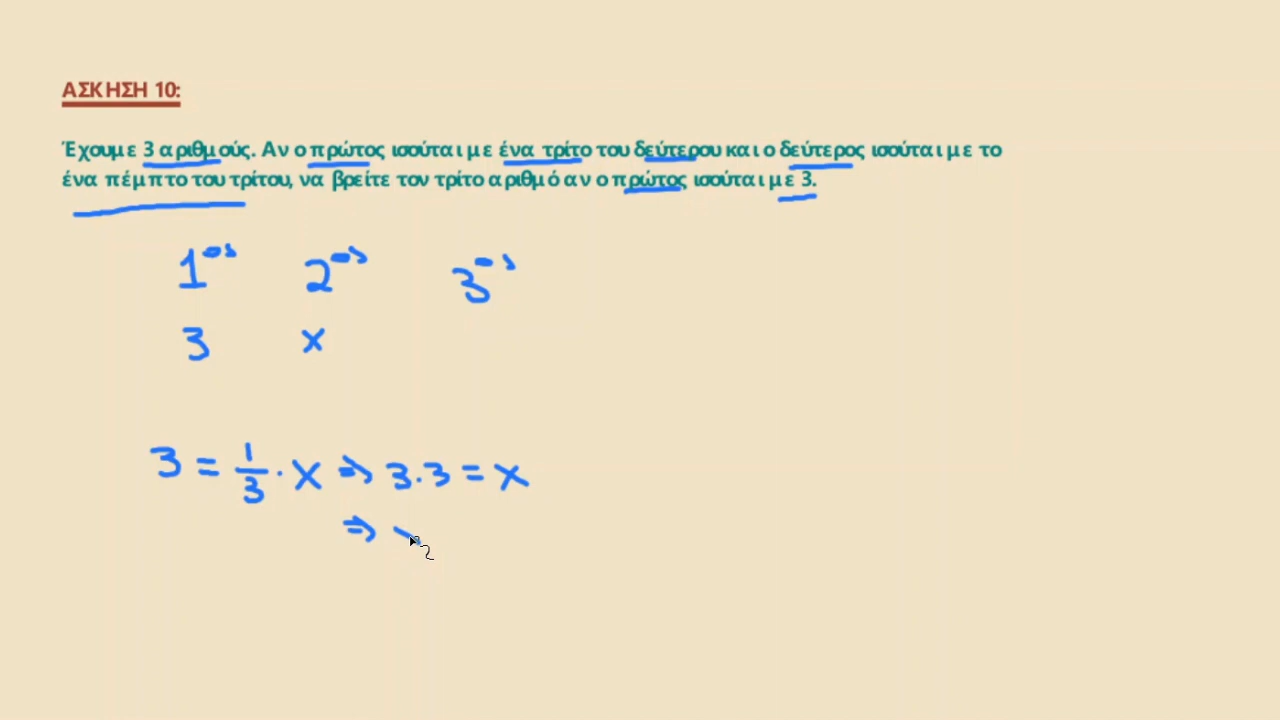 ΑΣΚΗΣΗ 10:
Έχουμε 3 αριθμούς. Αν ο πρώτος ισούται με ένα τρίτο του δεύτερου και ο δεύτερος ισούται με το
ένα πέμπτο του τρίτου, να βρείτε τον τρίτο αριθμό αν ο πρώτος ισούται με 3.
1ος 2ος 3ος
3 x
3 = 1/3 · x ⇒ 3·3 = x
⇒